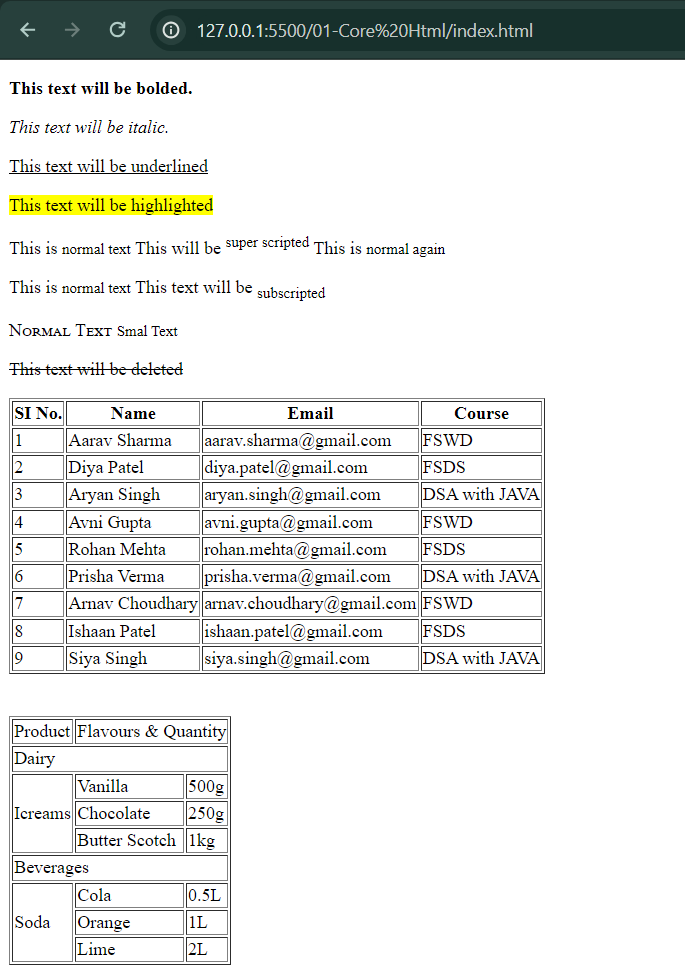 127.0.0.1:5500/01-Core%20Html/index.html
This text will be bolded.
This text will be italic.
This text will be underlined
This text will be highlighted
This is normal text This will be super scripted This is normal again
This is normal text This text will be subscripted
Normal Text Smal Text
This text will be deleted
SI No. Name Email Course
1 Aarav Sharma aarav.sharma@gmail.com FSWD
2 Diya Patel diya.patel@gmail.com FSDS
3 Aryan Singh aryan.singh@gmail.com DSA with JAVA
4 Avni Gupta avni.gupta@gmail.com FSWD
5 Rohan Mehta rohan.mehta@gmail.com FSDS
6 Prisha Verma prisha.verma@gmail.com DSA with JAVA
7 Arnav Choudhary arnav.choudhary@gmail.com FSWD
8 Ishaan Patel ishaan.patel@gmail.com FSDS
9 Siya Singh siya.singh@gmail.com DSA with JAVA
Product Flavours & Quantity
Dairy
Vanilla 500g
Icreams Chocolate 250g
Butter Scotch 1kg
Beverages
Cola 0.5L
Soda Orange 1L
Lime 2L